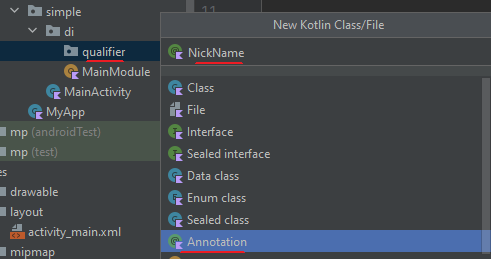 simple
di
qualifier
MainModule
MainActivity
MyApp
mp (androidTest)
mp (test)
es
drawable
layout
activity_main.xml
mipmap
11
New Kotlin Class/File
NickName
Class
File
Interface
Sealed interface
Data class
Enum class
Sealed class
Annotation